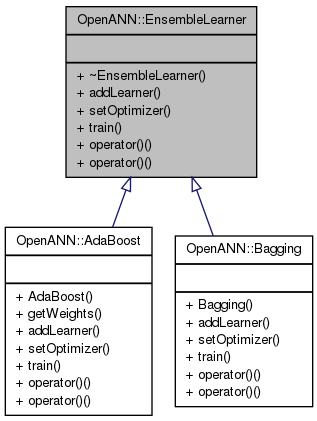 OpenANN::EnsembleLearner
+ ~EnsembleLearner()
+ addLearner()
+ setOptimizer()
+ train()
+ operator()()
+ operator()()
OpenANN::AdaBoost
+ AdaBoost()
+ getWeights()
+ addLearner()
+ setOptimizer()
+ train()
+ operator()()
+ operator()()
OpenANN::Bagging
+ Bagging()
+ addLearner()
+ setOptimizer()
+ train()
+ operator()()
+ operator()()